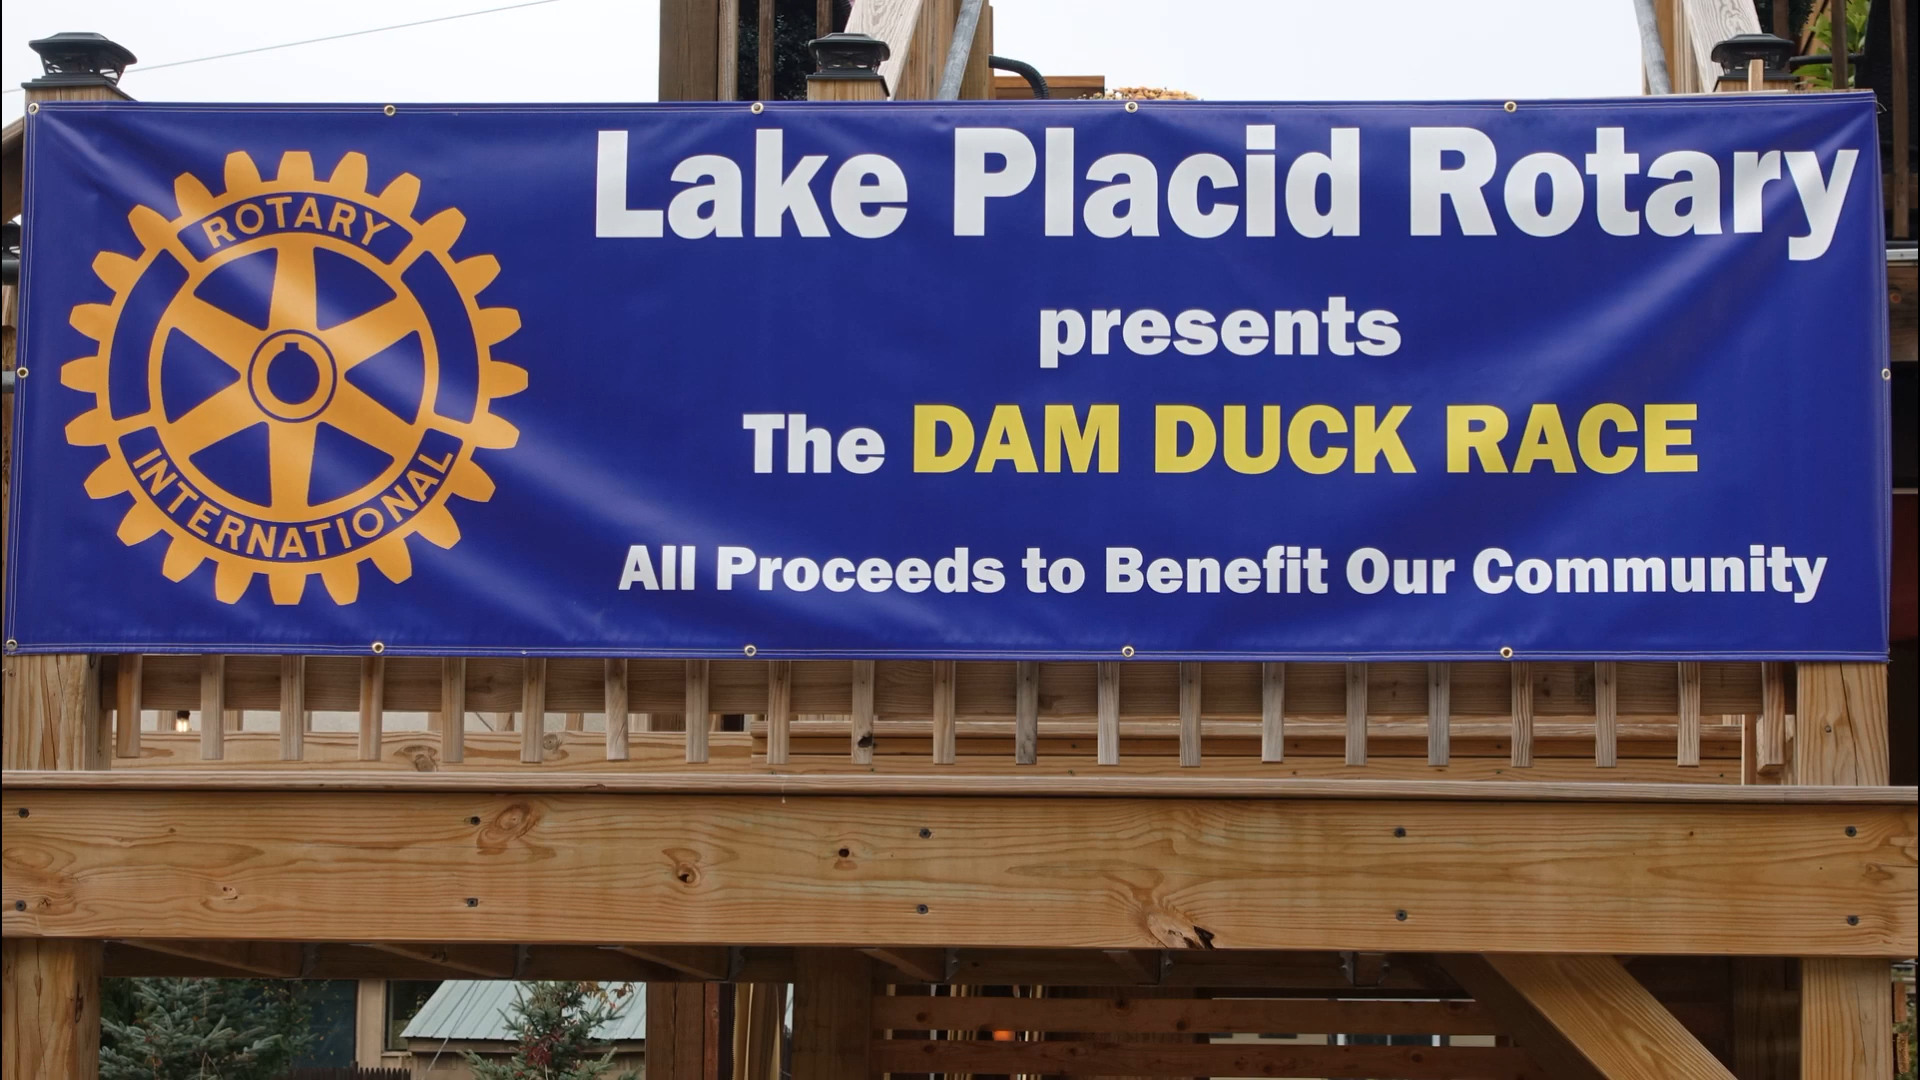 ROTARY
INTERNATIONAL
Lake Placid Rotary
presents
The DAM DUCK RACE
All Proceeds to Benefit Our Community